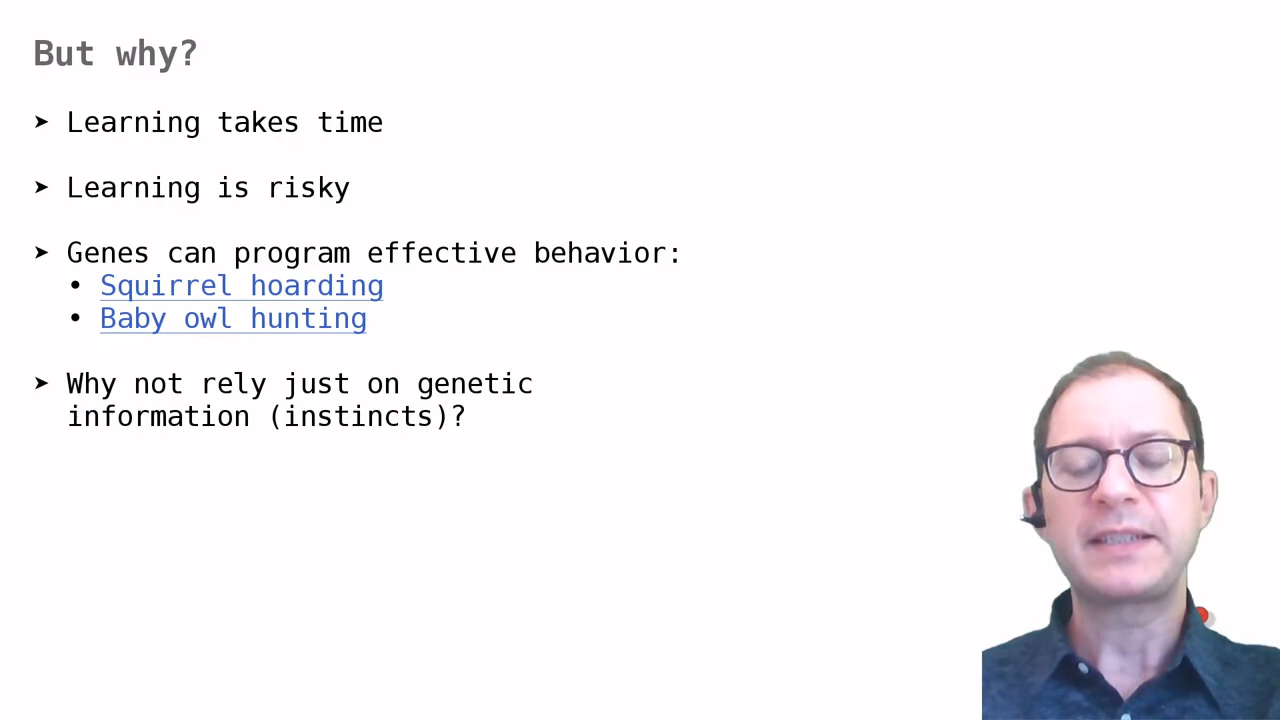 But why?
➤ Learning takes time
➤ Learning is risky
➤ Genes can program effective behavior:
• Squirrel hoarding
• Baby owl hunting
➤ Why not rely just on genetic
information (instincts)?